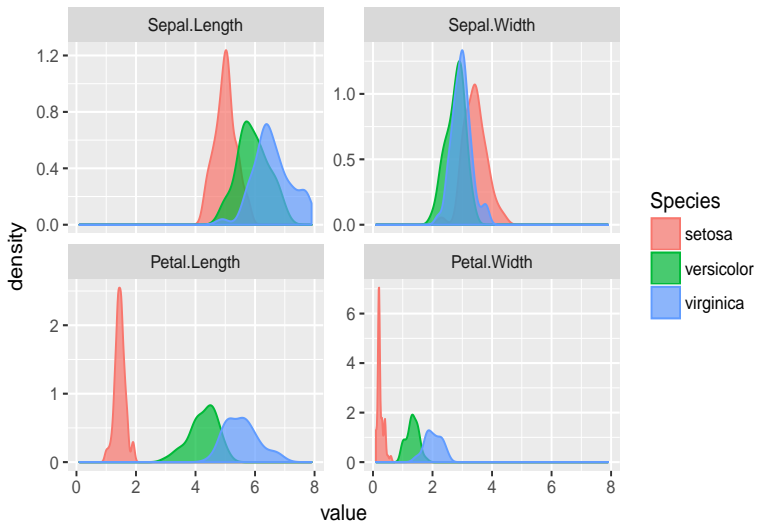 Sepal.Length
Sepal.Width
1.2
0.8
0.4
0.0
1.0
0.5
0.0
density
Petal.Length
Petal.Width
2
1
0
6
4
2
0
0 2 4 6 8
0 2 4 6 8
value
Species
setosa
versicolor
virginica